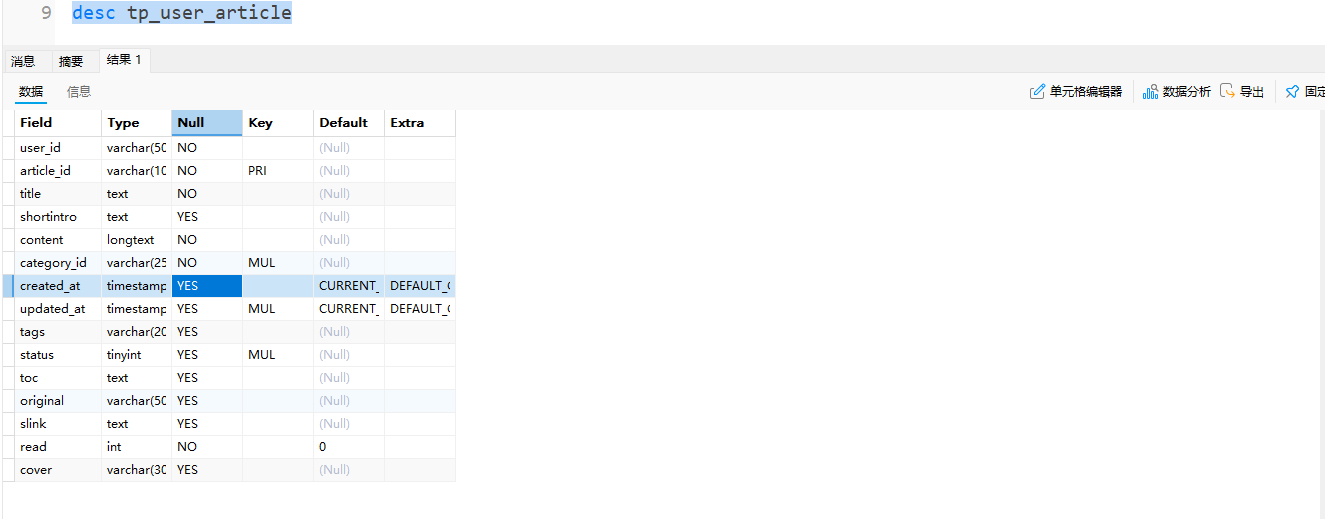 9 desc tp_user_article
消息 摘要 结果 1
数据 信息 单元格编辑器 数据分析 导出 固定
Field Type Null Key Default Extra
user_id varchar(50 NO (Null)
article_id varchar(10 NO PRI (Null)
title text NO (Null)
shortintro text YES (Null)
content longtext NO (Null)
category_id varchar(25 NO MUL (Null)
created_at timestamp YES CURRENT_ DEFAULT_G
updated_at timestamp YES MUL CURRENT_ DEFAULT_G
tags varchar(20 YES (Null)
status tinyint YES MUL (Null)
toc text YES (Null)
original varchar(50 YES (Null)
slink text YES (Null)
read int NO 0
cover varchar(30 YES (Null)